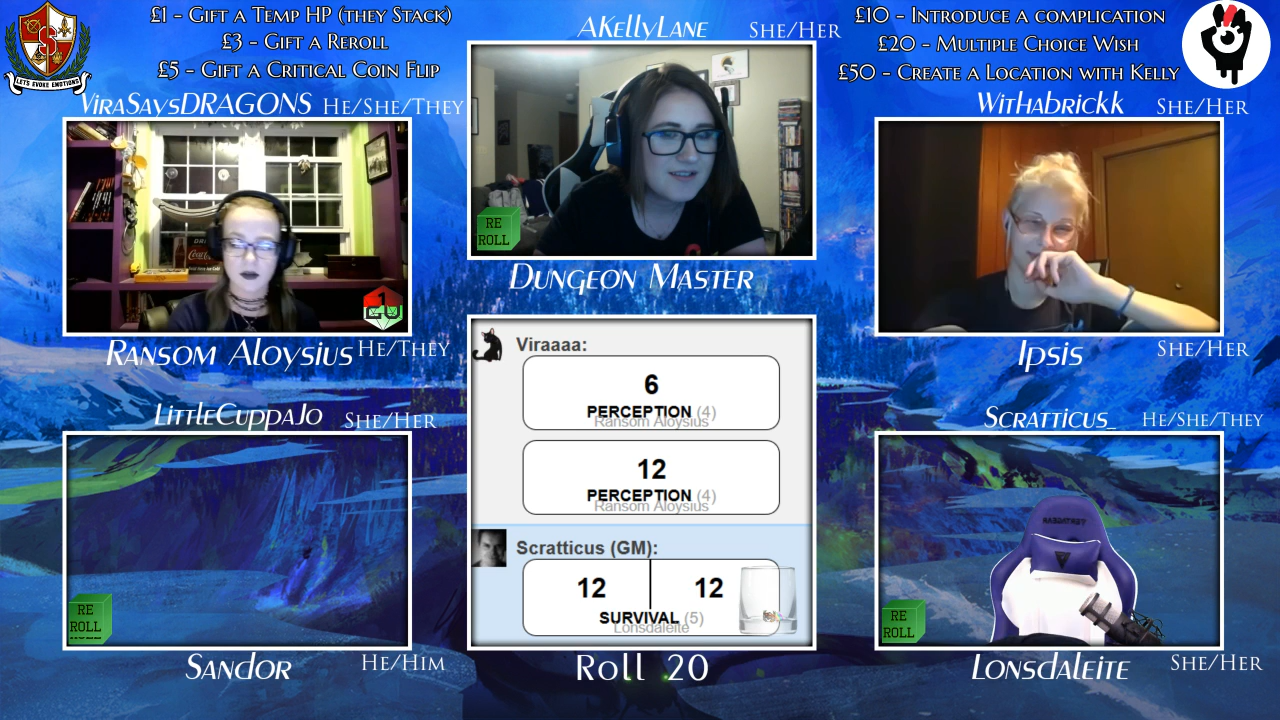 £1 - Gift a Temp HP (they Stack)
£3 - Gift a Reroll
£5 - Gift a Critical Coin Flip
LETS EVOKE EMOTIONS
AKellyLane She/Her
£10 - Introduce a complication
£20 - Multiple Choice Wish
£50 - Create a Location with Kelly
ViraSaysDRAGONS He/She/They
Withabrickk She/Her
RE
ROLL
Dungeon Master
Ransom Aloysius He/They
Ipsis She/Her
Viraaaa:
6
PERCEPTION (4)
Ransom Aloysius
12
PERCEPTION (4)
Ransom Aloysius
Scratticus (GM):
12 12
SURVIVAL (5)
Lonsdaleite
LittleCuppaJo She/Her
Scratticus_ He/She/They
RE
ROLL
RE
ROLL
Sandor He/Him
Roll 20
Lonsdaleite She/Her